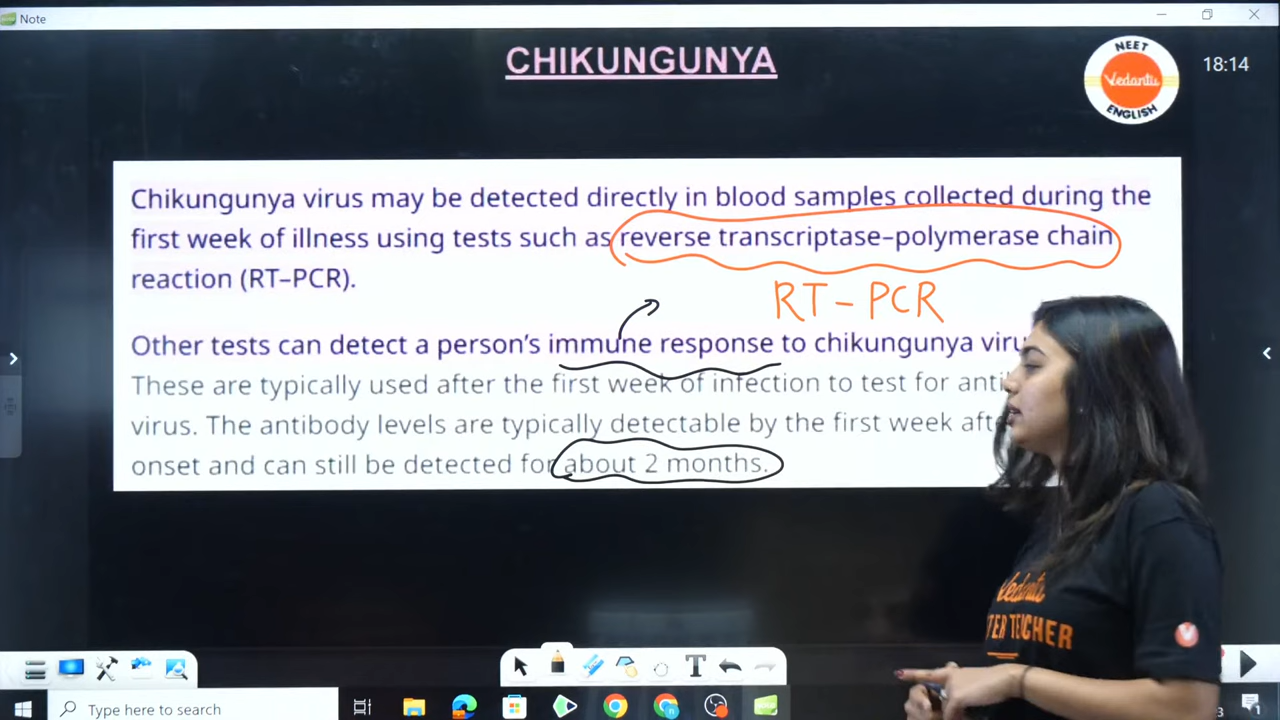 Note
CHIKUNGUNYA
NEET
Vedantu
ENGLISH
18:14
Chikungunya virus may be detected directly in blood samples collected during the
first week of illness using tests such as reverse transcriptase–polymerase chain
reaction (RT–PCR).
RT - PCR
Other tests can detect a person's immune response to chikungunya
These are typically used after the first week of infection to test for
virus. The antibody levels are typically detectable by the first week
onset and can still be detected for about 2 months.
Vedantu
TEACHER
T
Type here to search